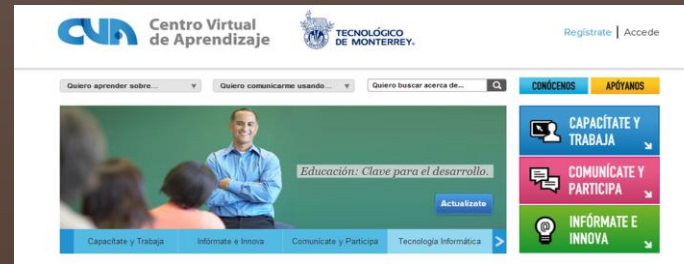 CVA Centro Virtual
de Aprendizaje
TECNOLÓGICO
DE MONTERREY.
Regístrate | Accede
Quiero aprender sobre...
Quiero comunicarme usando...
Quiero buscar acerca de...
CONÓCENOS
APÓYANOS
Educación: Clave para el desarrollo.
Actualízate
Capacítate y Trabaja
Infórmate e Innova
Comunícate y Participa
Tecnología Informática
CAPACÍTATE Y
TRABAJA
COMUNÍCATE Y
PARTICIPA
INFÓRMATE E
INNOVA